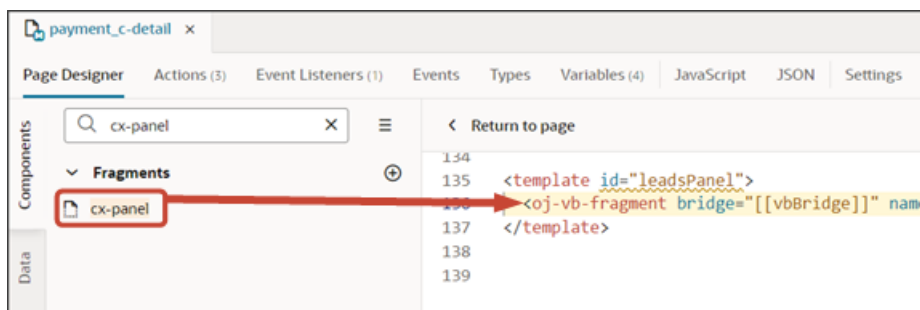 payment_c-detail ×
Page Designer Actions (3) Event Listeners (1) Events Types Variables (4) JavaScript JSON Settings
Components
Data
cx-panel ×
Fragments
cx-panel
Return to page
134
135 <template id="leadsPanel">
<oj-vb-fragment bridge="[[vbBridge]]" nam
137 </template>
138
139